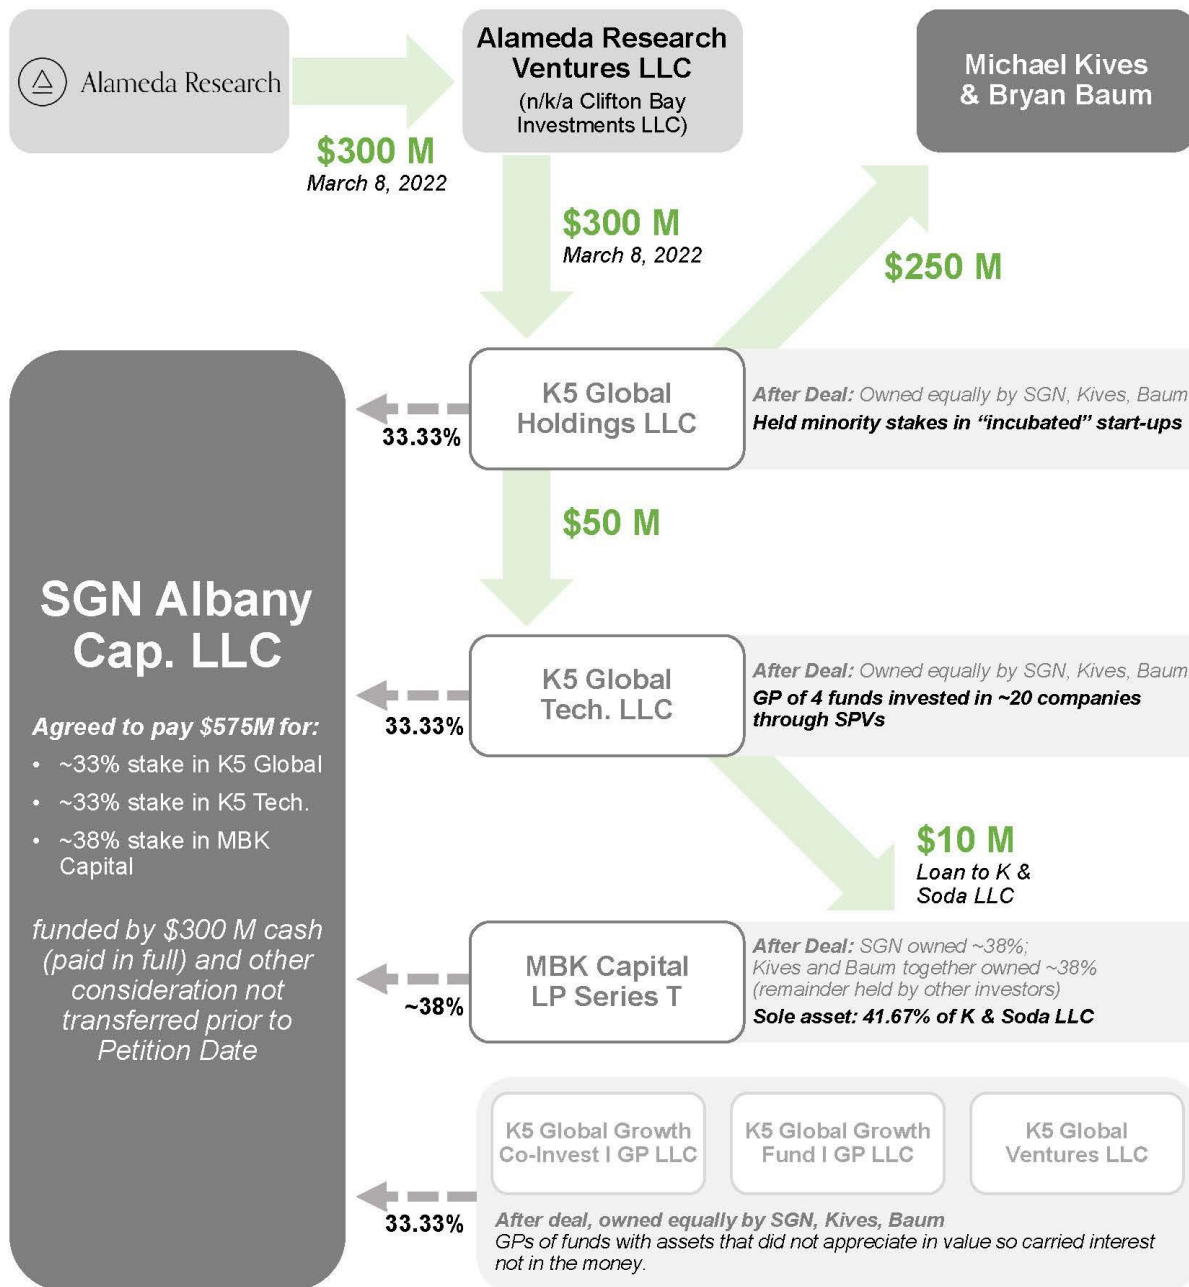 Alameda Research
Alameda Research
Ventures LLC
(n/k/a Clifton Bay
Investments LLC)
Michael Kives
& Bryan Baum
$300 M
March 8, 2022
$300 M
March 8, 2022
$250 M
K5 Global
Holdings LLC
After Deal: Owned equally by SGN, Kives, Baum
Held minority stakes in “incubated” start-ups
33.33%
$50 M
SGN Albany
Cap. LLC
Agreed to pay $575M for:
• ~33% stake in K5 Global
• ~33% stake in K5 Tech.
• ~38% stake in MBK
Capital
funded by $300 M cash
(paid in full) and other
consideration not
transferred prior to
Petition Date
K5 Global
Tech. LLC
After Deal: Owned equally by SGN, Kives, Baum
GP of 4 funds invested in ~20 companies
through SPVs
33.33%
$10 M
Loan to K &
Soda LLC
MBK Capital
LP Series T
After Deal: SGN owned ~38%;
Kives and Baum together owned ~38%
(remainder held by other investors)
Sole asset: 41.67% of K & Soda LLC
~38%
K5 Global Growth
Co-Invest I GP LLC
K5 Global Growth
Fund I GP LLC
K5 Global
Ventures LLC
33.33%
After deal, owned equally by SGN, Kives, Baum
GPs of funds with assets that did not appreciate in value so carried interest
not in the money.